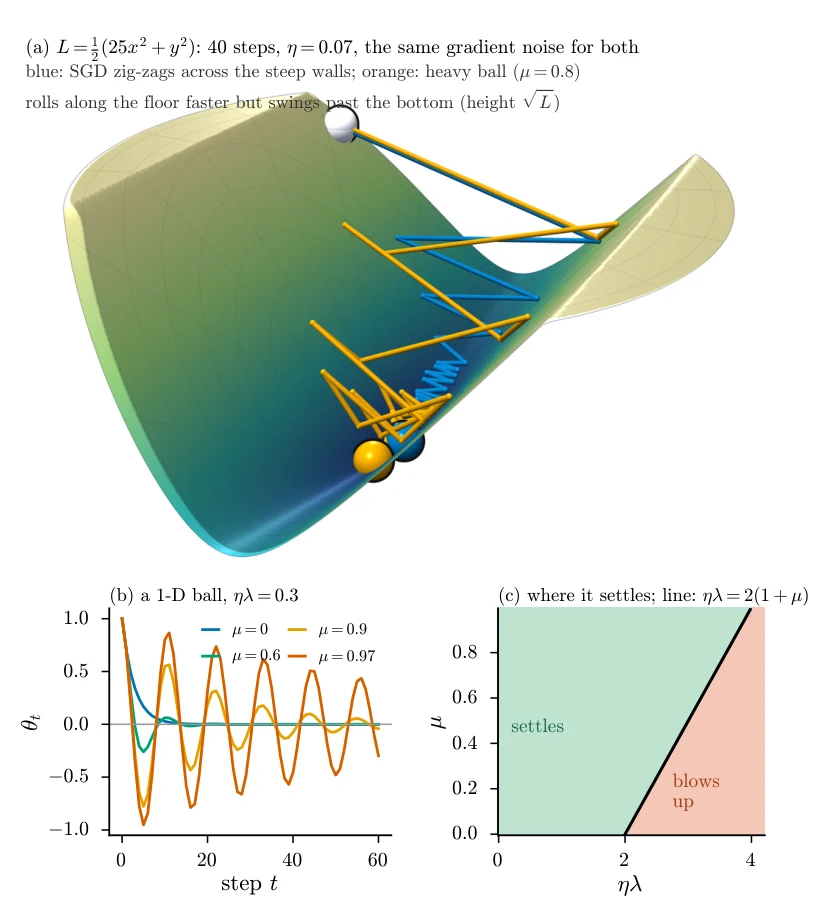 (a) L = ½(25x² + y²): 40 steps, η = 0.07, the same gradient noise for both
blue: SGD zig-zags across the steep walls; orange: heavy ball (μ = 0.8)
rolls along the floor faster but swings past the bottom (height √L)
(b) a 1-D ball, ηλ = 0.3
1.0
0.5
0.0
−0.5
−1.0
θₜ
μ = 0
μ = 0.6
μ = 0.9
μ = 0.97
0
20
40
60
step t
(c) where it settles; line: ηλ = 2(1 + μ)
0.8
0.6
0.4
0.2
0.0
μ
settles
blows
up
0
2
4
ηλ